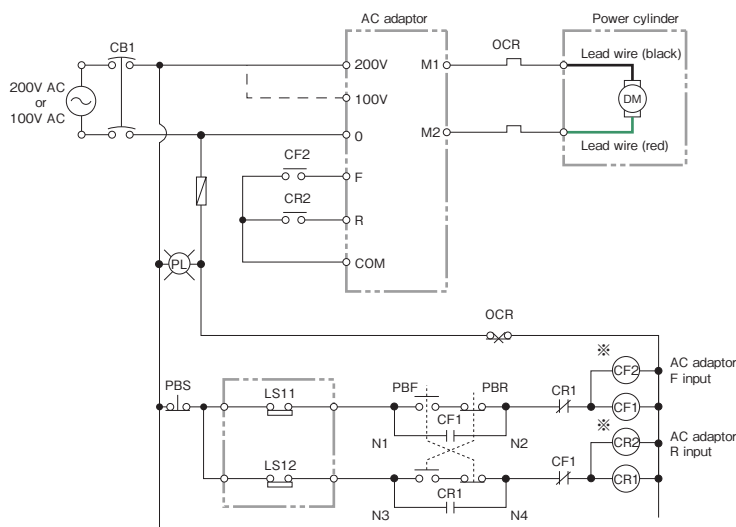 AC adaptor
Power cylinder
CB1
OCR
200V AC
or
100V AC
200V
M1
Lead wire (black)
100V
DM
0
M2
Lead wire (red)
CF2
F
CR2
R
COM
PL
OCR
※
CF2
AC adaptor
F input
PBS
LS11
PBF
PBR
CR1
CF1
CF1
N1
N2
※
CR2
AC adaptor
R input
LS12
CF1
CR1
CR1
N3
N4